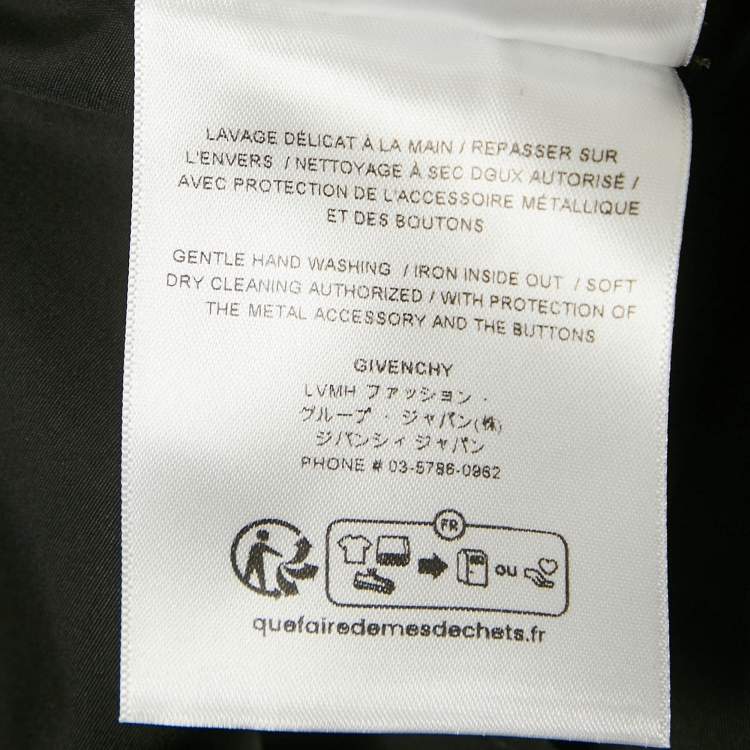 LAVAGE DÉLICAT À LA MAIN / REPASSER SUR
L'ENVERS / NETTOYAGE À SEC DGUX AUTORISÉ /
AVEC PROTECTION DE L'ACCESSOIRE MÉTALLIQUE
ET DES BOUTONS
GENTLE HAND WASHING / IRON INSIDE OUT / SOFT
DRY CLEANING AUTHORIZED / WITH PROTECTION OF
THE METAL ACCESSORY AND THE BUTTONS
GIVENCHY
LVMH ファッション・
グループ・ジャパン(株)
ジバンシィ ジャパン
PHONE # 03-5786-0962
FR
ou
quefairedemesdechets.fr